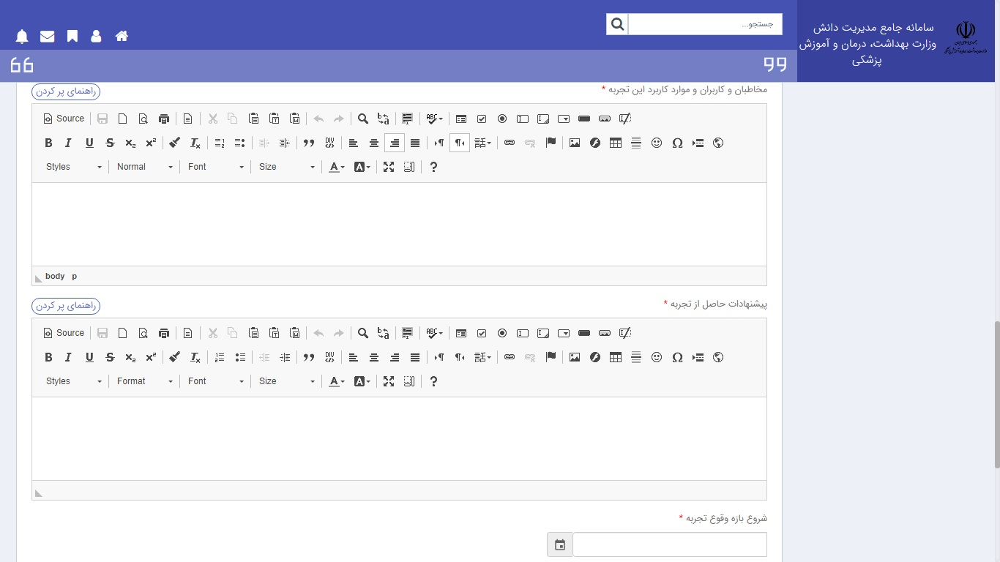 سامانه جامع مدیریت دانش
وزارت بهداشت، درمان و آموزش
پزشکی
جستجو...
مخاطبان و کاربران و موارد کاربرد این تجربه *
راهنمای پر کردن
Source
Styles Normal Font Size
body p
پیشنهادات حاصل از تجربه *
راهنمای پر کردن
Source
Styles Format Font Size
شروع بازه وقوع تجربه *